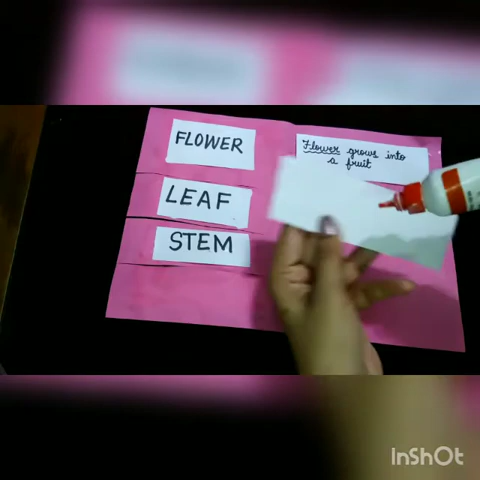 FLOWER
Flower grows into
a fruit
LEAF
STEM
InShOt